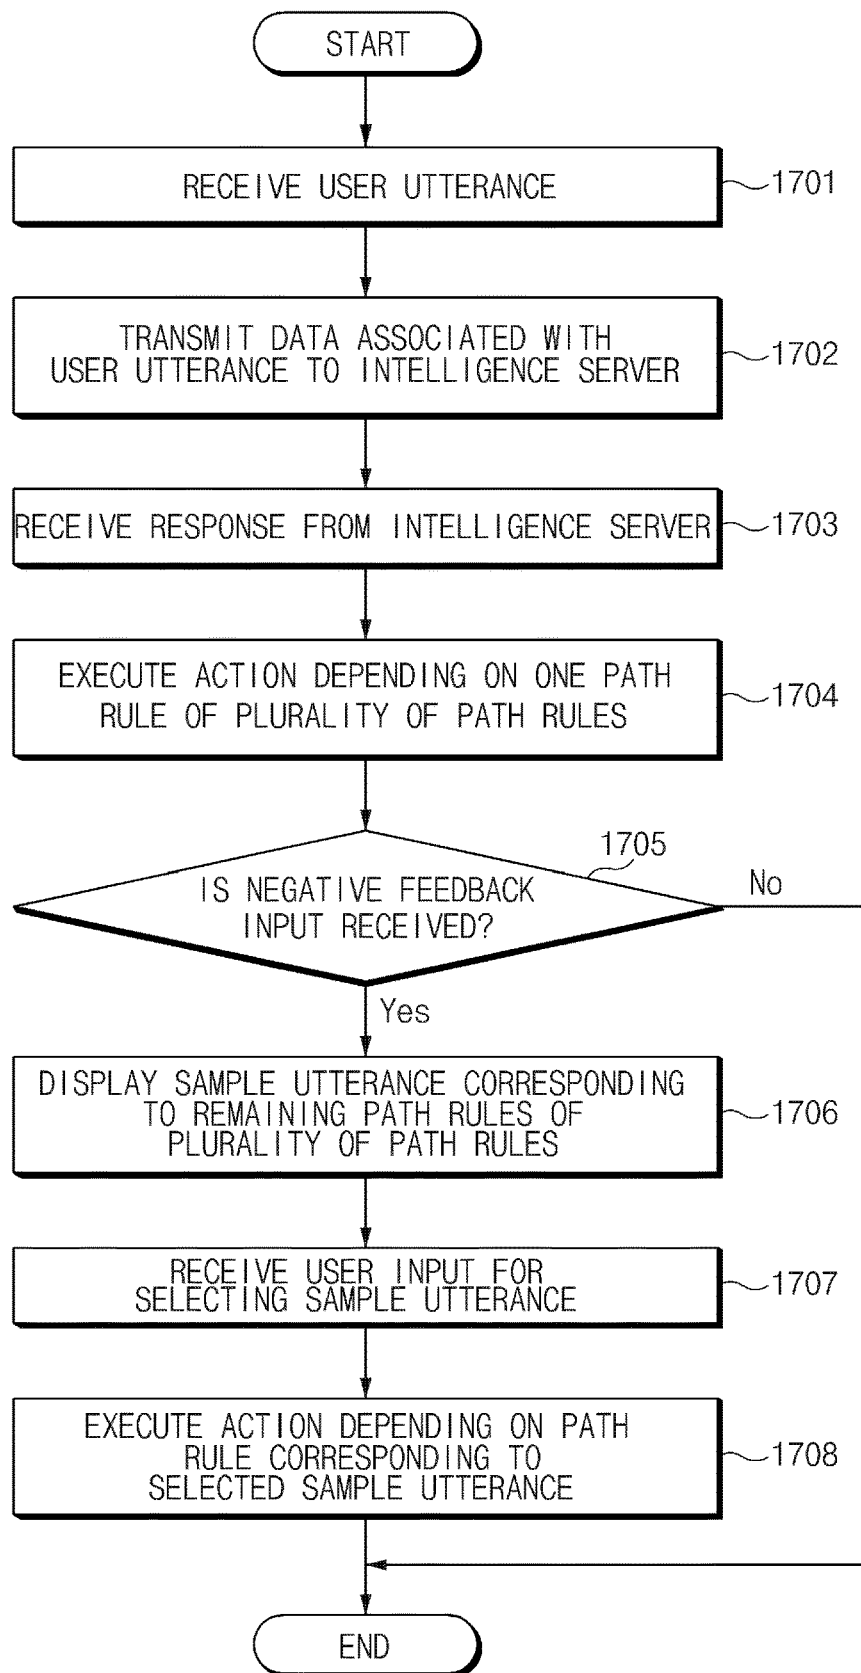 START
RECEIVE USER UTTERANCE
1701
TRANSMIT DATA ASSOCIATED WITH
USER UTTERANCE TO INTELLIGENCE SERVER
1702
RECEIVE RESPONSE FROM INTELLIGENCE SERVER
1703
EXECUTE ACTION DEPENDING ON ONE PATH
RULE OF PLURALITY OF PATH RULES
1704
1705
IS NEGATIVE FEEDBACK
INPUT RECEIVED?
No
Yes
DISPLAY SAMPLE UTTERANCE CORRESPONDING
TO REMAINING PATH RULES OF
PLURALITY OF PATH RULES
1706
RECEIVE USER INPUT FOR
SELECTING SAMPLE UTTERANCE
1707
EXECUTE ACTION DEPENDING ON PATH
RULE CORRESPONDING TO
SELECTED SAMPLE UTTERANCE
1708
END